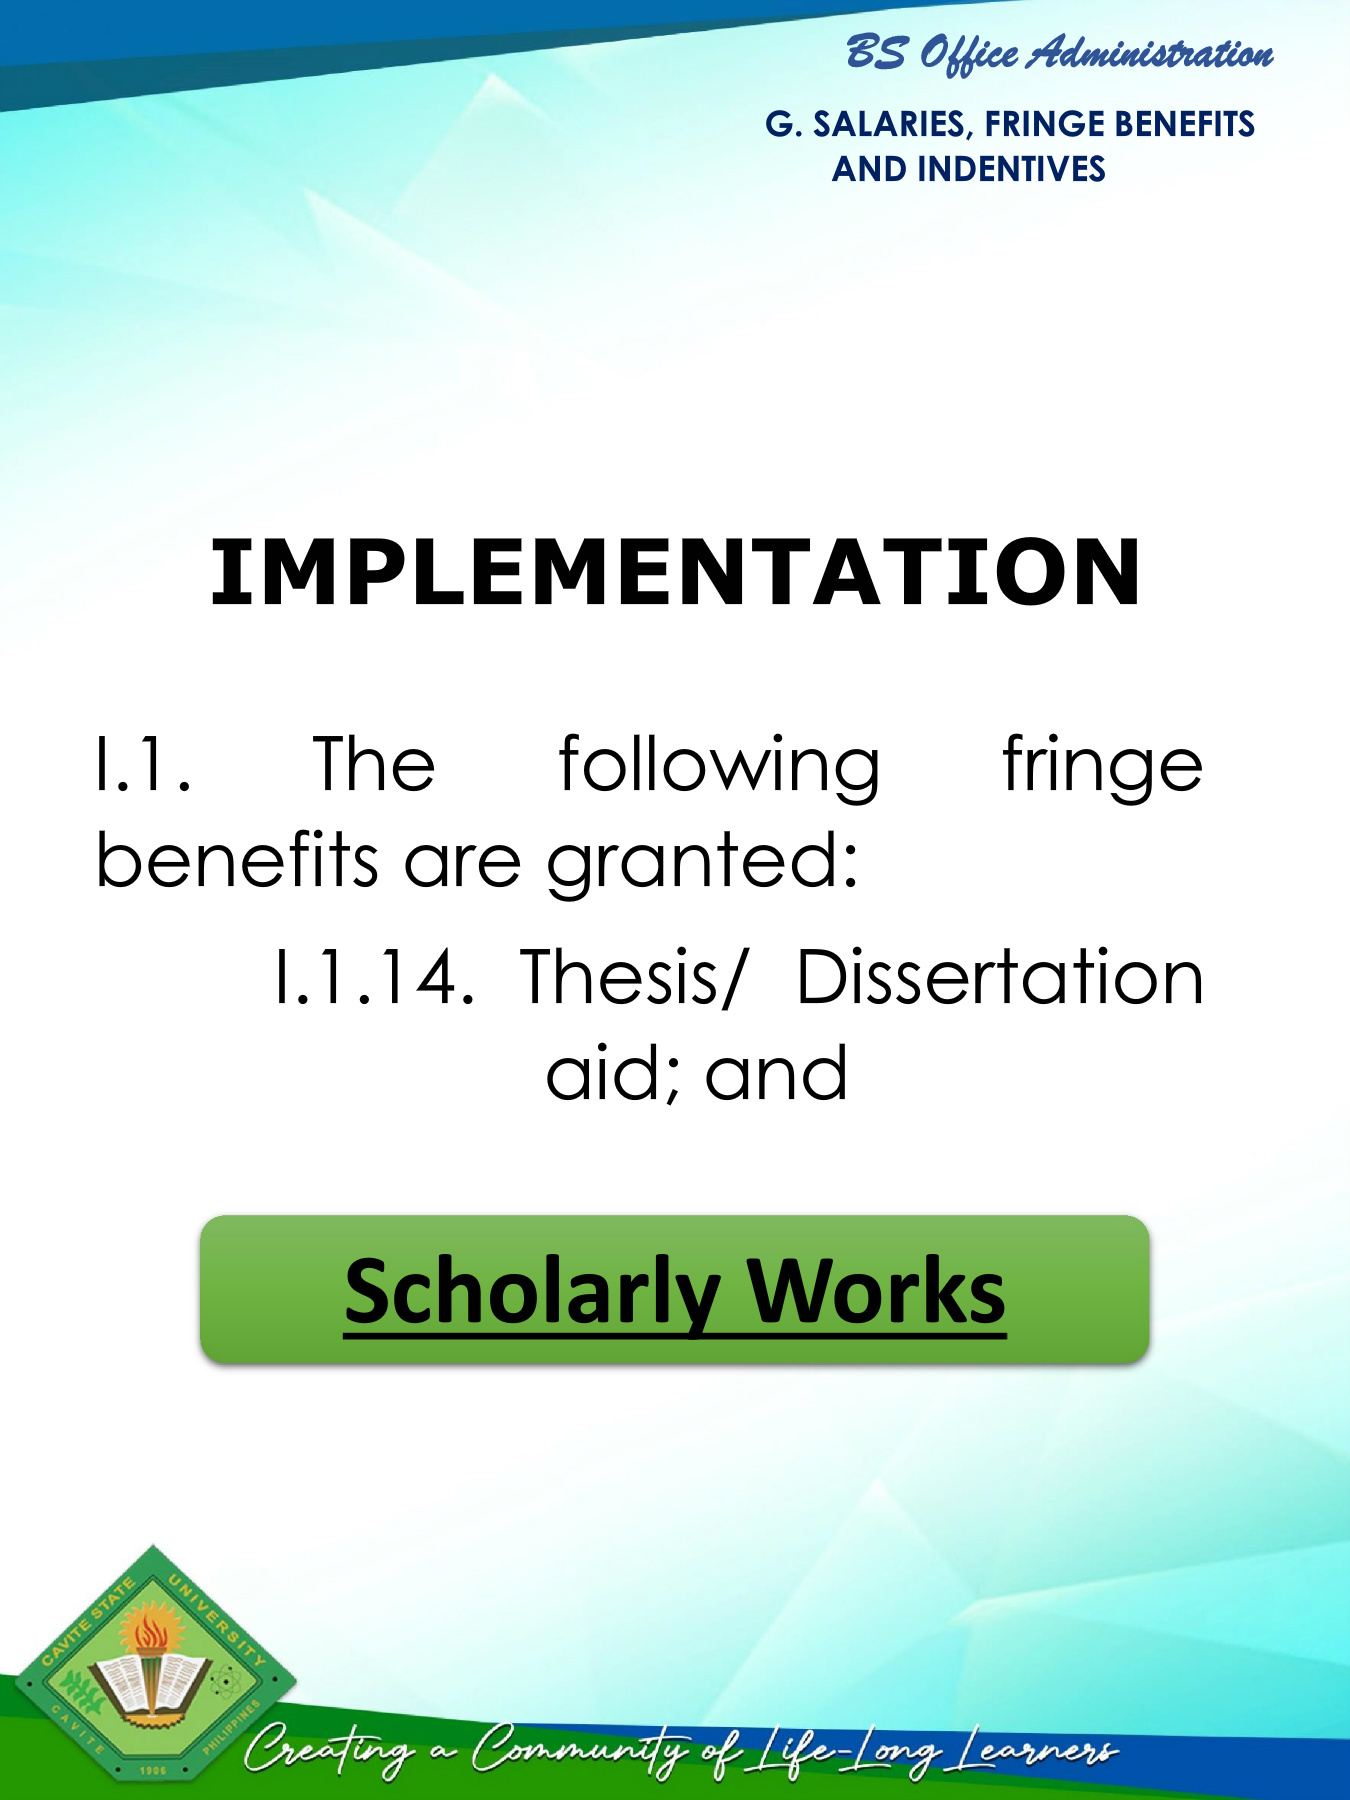 BS Office Administration
G. SALARIES, FRINGE BENEFITS
AND INDENTIVES
IMPLEMENTATION
I.1. The following fringe
benefits are granted:
I.1.14. Thesis/ Dissertation
aid; and
Scholarly Works
CAVITE STATE UNIVERSITY
CAVITE PHILIPPINES
1906
Creating a Community of Life-Long Learners